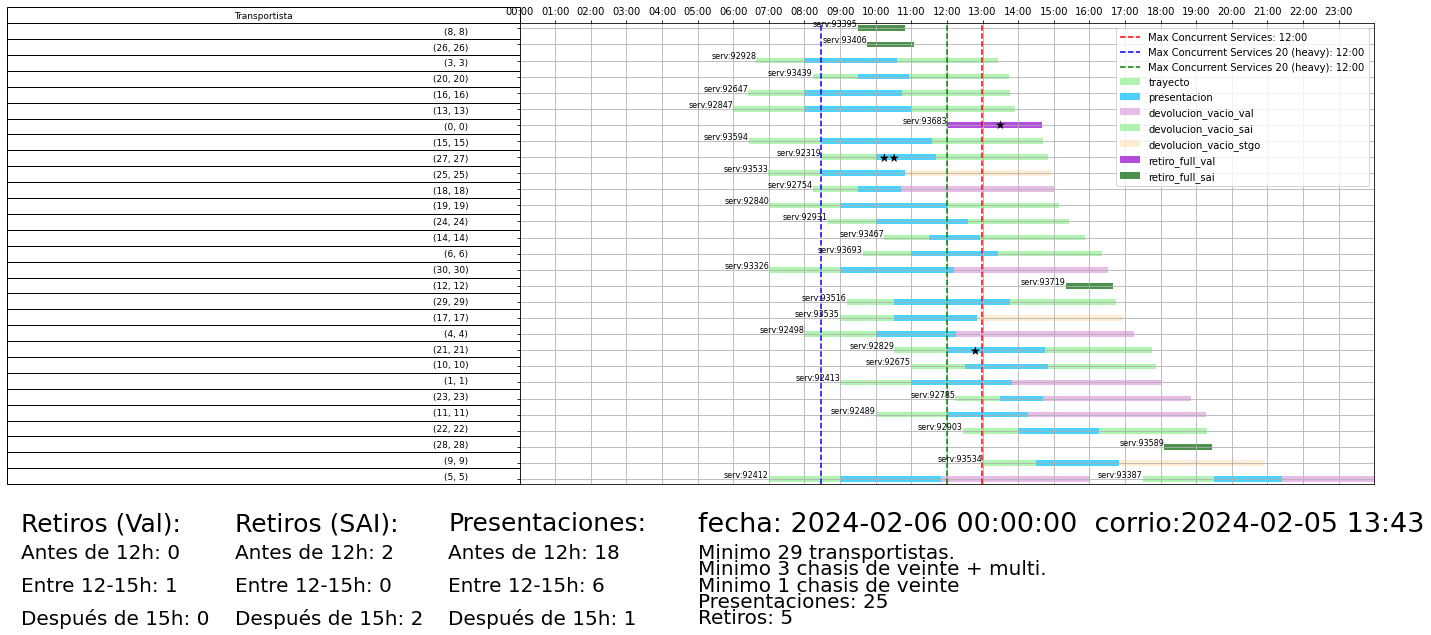 Transportista 00:00 01:00 02:00 03:00 04:00 05:00 06:00 07:00 08:00 09:00 10:00 11:00 12:00 13:00 14:00 15:00 16:00 17:00 18:00 19:00 20:00 21:00 22:00 23:00
(8, 8) serv:93395
(26, 26) serv:93406
(3, 3) serv:92928
(20, 20) serv:93439
(16, 16) serv:92647
(13, 13) serv:92847
(0, 0) serv:93683
(15, 15) serv:93594
(27, 27) serv:92319
(25, 25) serv:93533
(18, 18) serv:92754
(19, 19) serv:92840
(24, 24) serv:92931
(14, 14) serv:93467
(6, 6) serv:93693
(30, 30) serv:93326
(12, 12) serv:93719
(29, 29) serv:93516
(17, 17) serv:93535
(4, 4) serv:92498
(21, 21) serv:92829
(10, 10) serv:92675
(1, 1) serv:92413
(23, 23) serv:92785
(11, 11) serv:92489
(22, 22) serv:92903
(28, 28) serv:93589
(9, 9) serv:93534
(5, 5) serv:92412 serv:93387
Max Concurrent Services: 12:00
Max Concurrent Services 20 (heavy): 12:00
Max Concurrent Services 20 (heavy): 12:00
trayecto
presentacion
devolucion_vacio_val
devolucion_vacio_sai
devolucion_vacio_stgo
retiro_full_val
retiro_full_sai
Retiros (Val):
Antes de 12h: 0
Entre 12-15h: 1
Después de 15h: 0
Retiros (SAI):
Antes de 12h: 2
Entre 12-15h: 0
Después de 15h: 2
Presentaciones:
Antes de 12h: 18
Entre 12-15h: 6
Después de 15h: 1
fecha: 2024-02-06 00:00:00 corrio:2024-02-05 13:43
Minimo 29 transportistas.
Minimo 3 chasis de veinte + multi.
Minimo 1 chasis de veinte
Presentaciones: 25
Retiros: 5